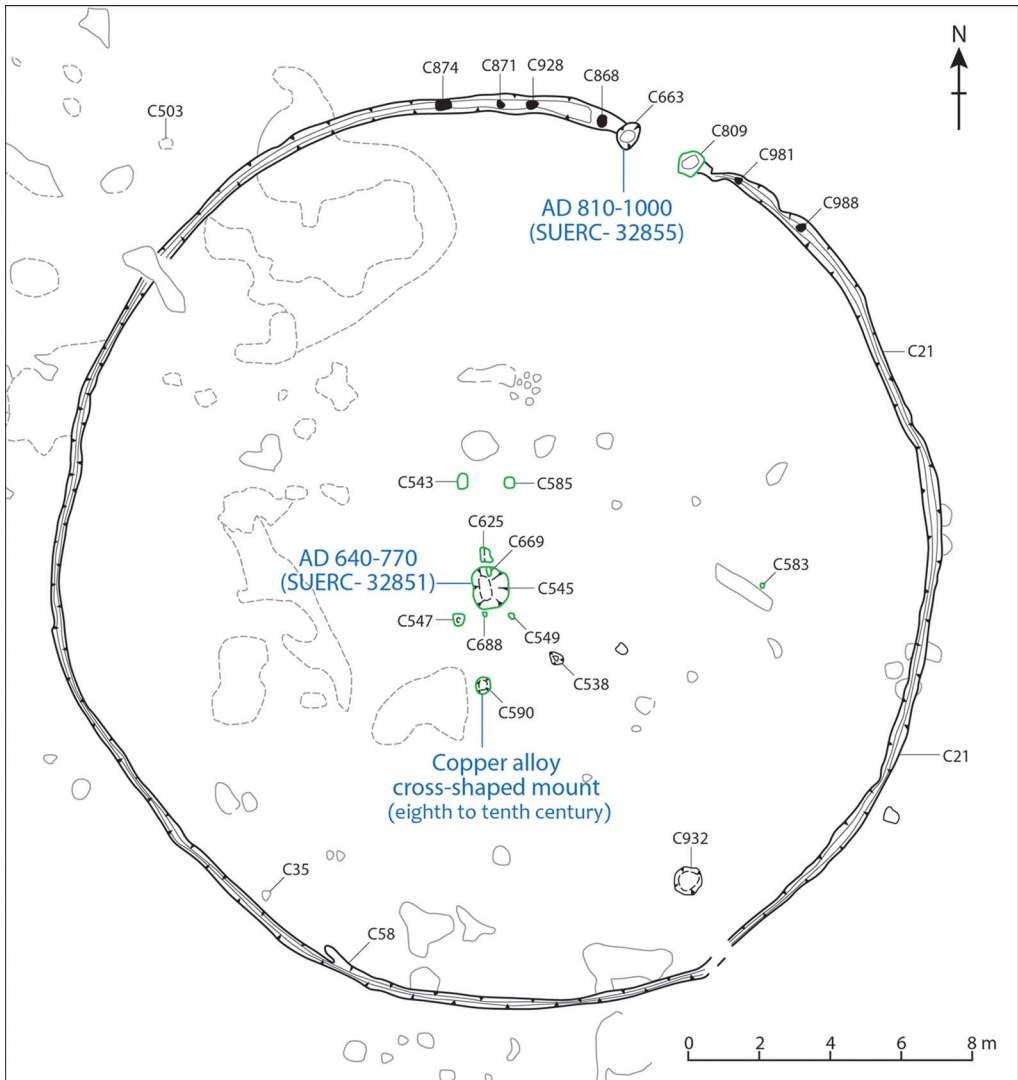 N
C874
C871
C928
C868
C663
C503
C809
C981
AD 810-1000
(SUERC- 32855)
C988
C21
C543
C585
C625
C669
AD 640-770
(SUERC- 32851)
C545
C583
C547
C549
C688
C538
C590
Copper alloy
cross-shaped mount
(eighth to tenth century)
C21
C932
C35
C58
0 2 4 6 8 m